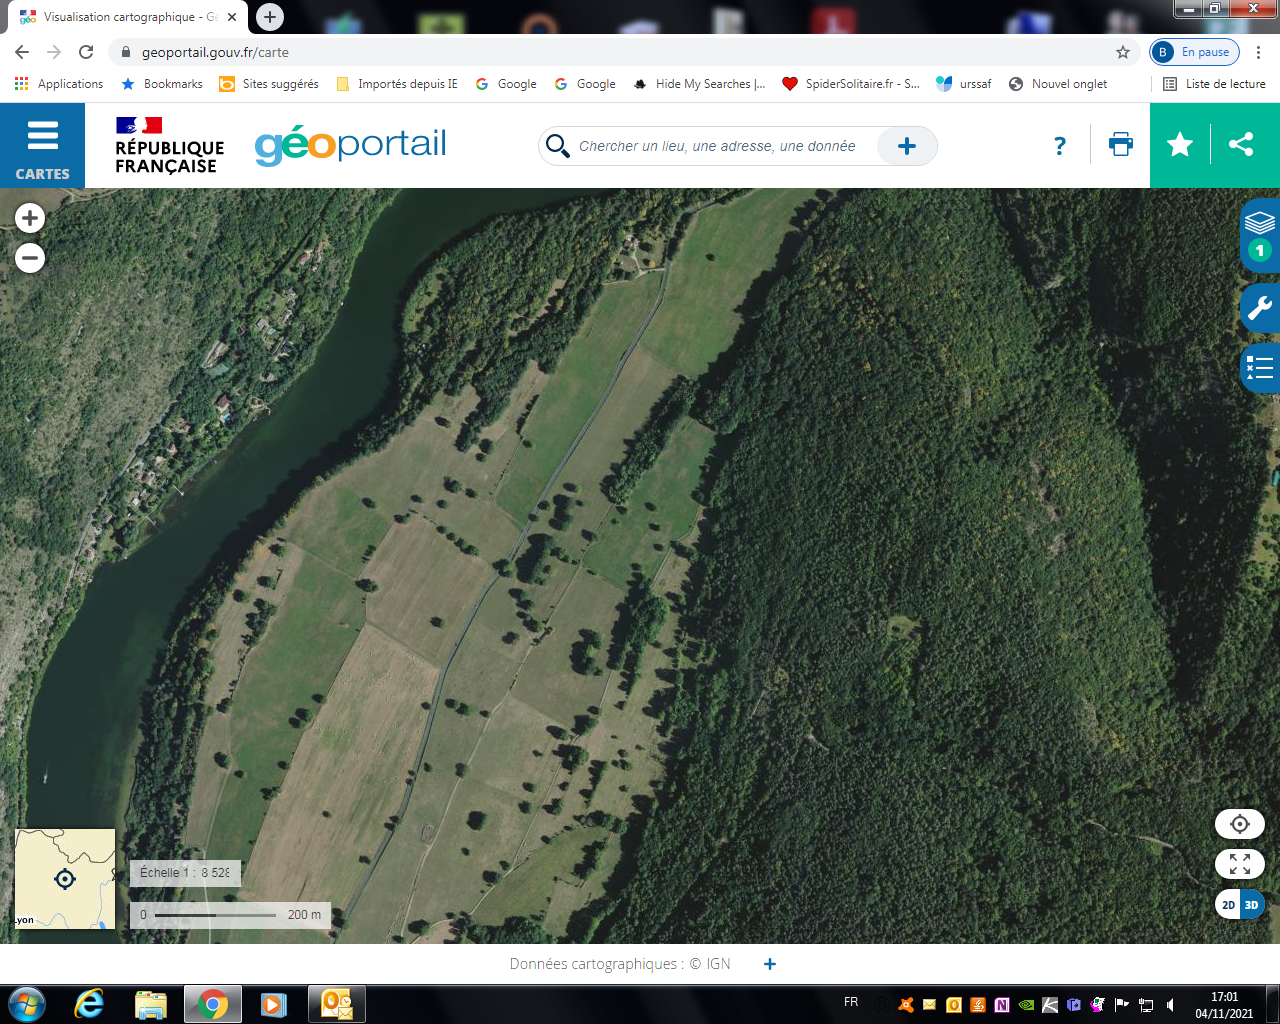 Visualisation cartographique - Gé
geoportail.gouv.fr/carte
B En pause
Applications Bookmarks Sites suggérés Importés depuis IE Google Google Hide My Searches |... SpiderSolitaire.fr - S... urssaf Nouvel onglet Liste de lecture
CARTES
RÉPUBLIQUE
FRANÇAISE
géoportail
Chercher un lieu, une adresse, une donnée
?
1
Échelle 1 : 8 528
0 200 m
Lyon
2D 3D
Données cartographiques : © IGN
FR
17:01
04/11/2021